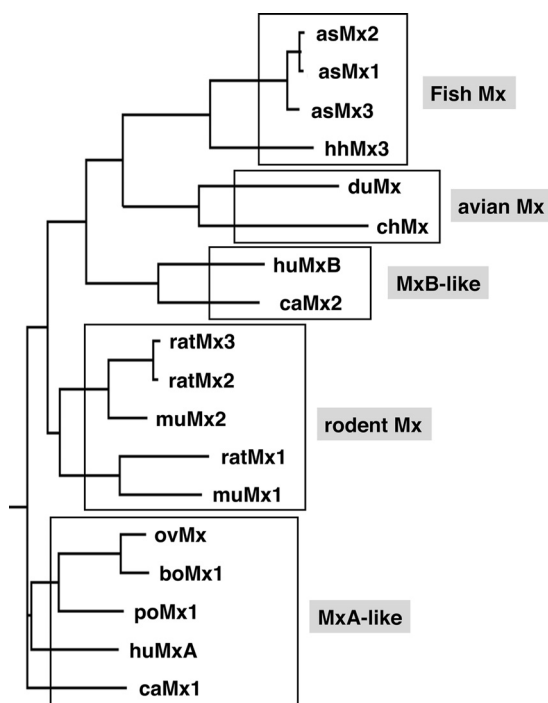 asMx2
asMx1
Fish Mx
asMx3
hhMx3
duMx
avian Mx
chMx
huMxB
MxB-like
caMx2
ratMx3
ratMx2
muMx2
rodent Mx
ratMx1
muMx1
ovMx
boMx1
poMx1
MxA-like
huMxA
caMx1